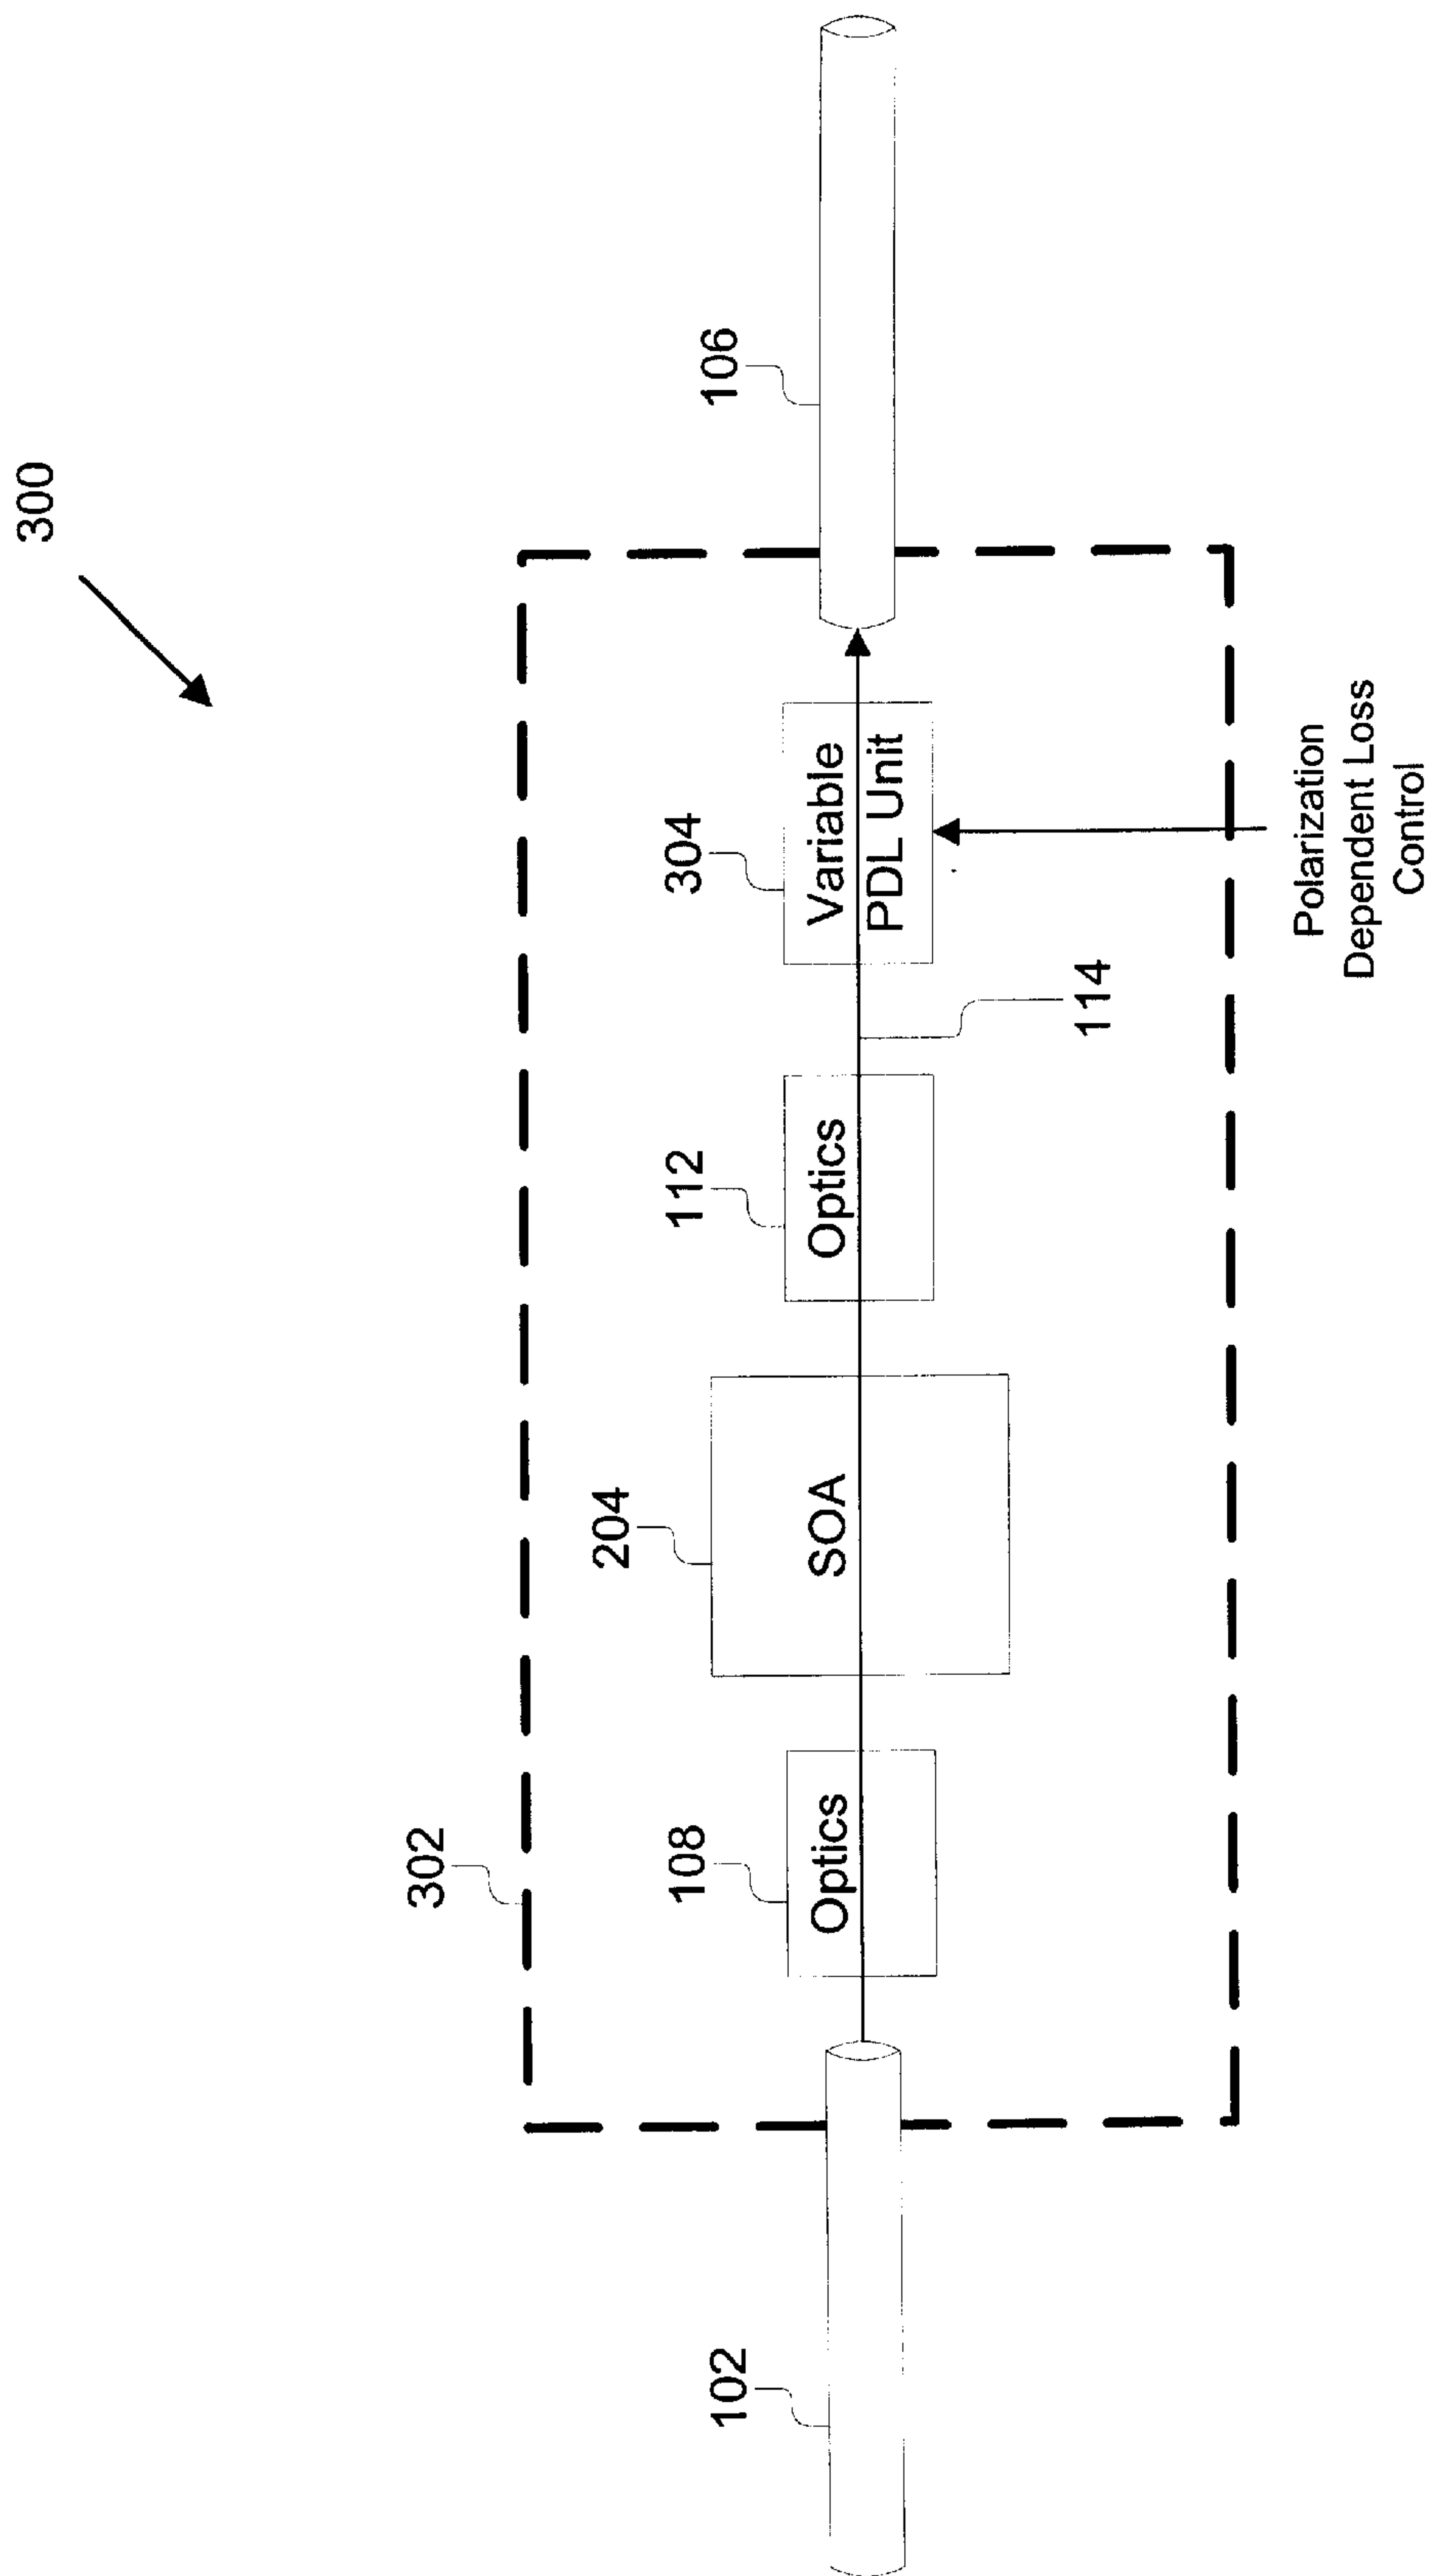 300
302
102
108
Optics
204
SOA
112
Optics
114
304
Variable
PDL Unit
106
Polarization
Dependent Loss
Control